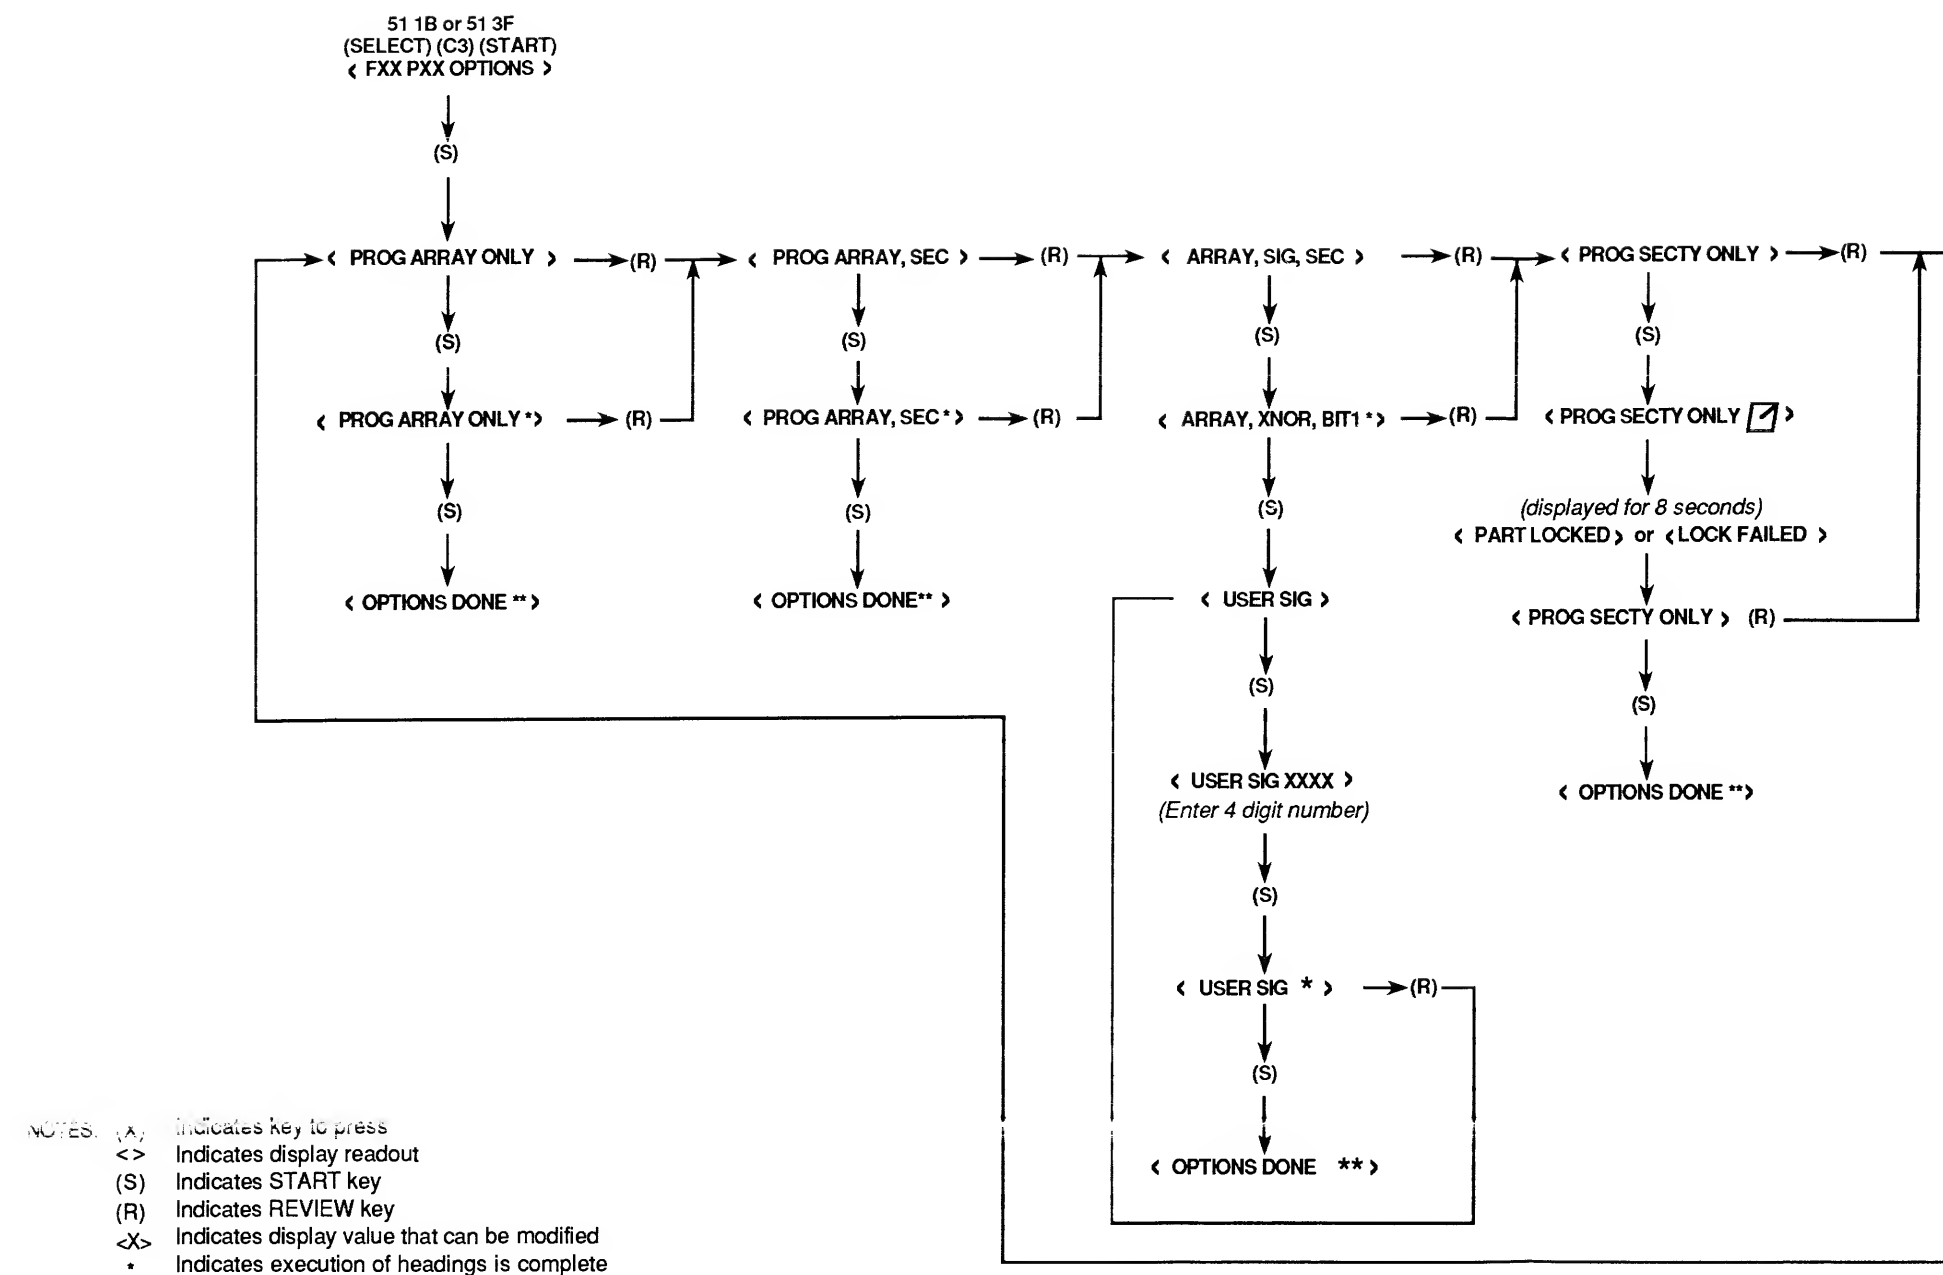 51 1B or 51 3F
(SELECT) (C3) (START)
< FXX PXX OPTIONS >
(S)
< PROG ARRAY ONLY > (R) < PROG ARRAY, SEC > (R) < ARRAY, SIG, SEC > (R) < PROG SECTY ONLY > (R)
(S) (S) (S) (S)
< PROG ARRAY ONLY * > (R) < PROG ARRAY, SEC * > (R) < ARRAY, XNOR, BIT1 * > (R) < PROG SECTY ONLY >
(S) (S) (S) (displayed for 8 seconds)
< PART LOCKED > or < LOCK FAILED >
< OPTIONS DONE ** > < OPTIONS DONE** > < USER SIG > < PROG SECTY ONLY > (R)
(S) (S)
< USER SIG XXXX > < OPTIONS DONE ** >
(Enter 4 digit number)
(S)
< USER SIG * > (R)
(S)
< OPTIONS DONE ** >
NOTES: (X) Indicates key to press
<> Indicates display readout
(S) Indicates START key
(R) Indicates REVIEW key
<X> Indicates display value that can be modified
* Indicates execution of headings is complete